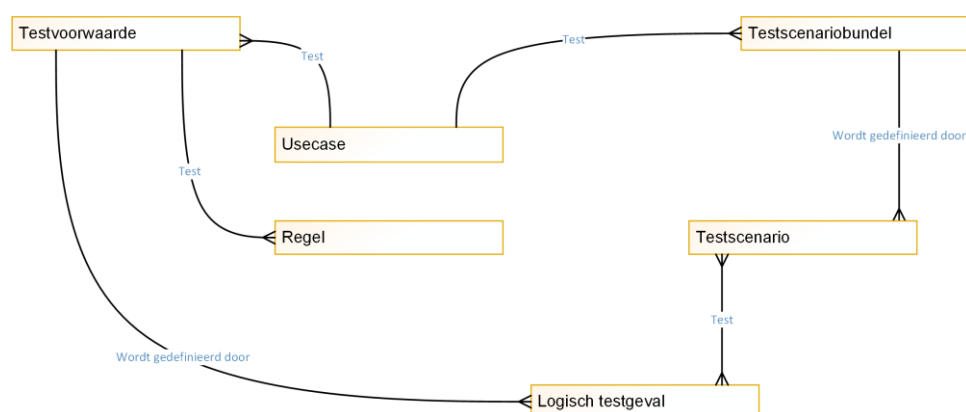 Testvoorwaarde
Testscenariobundel
Test
Test
Usecase
Wordt gedefinieerd door
Test
Regel
Testscenario
Test
Wordt gedefinieerd door
Logisch testgeval